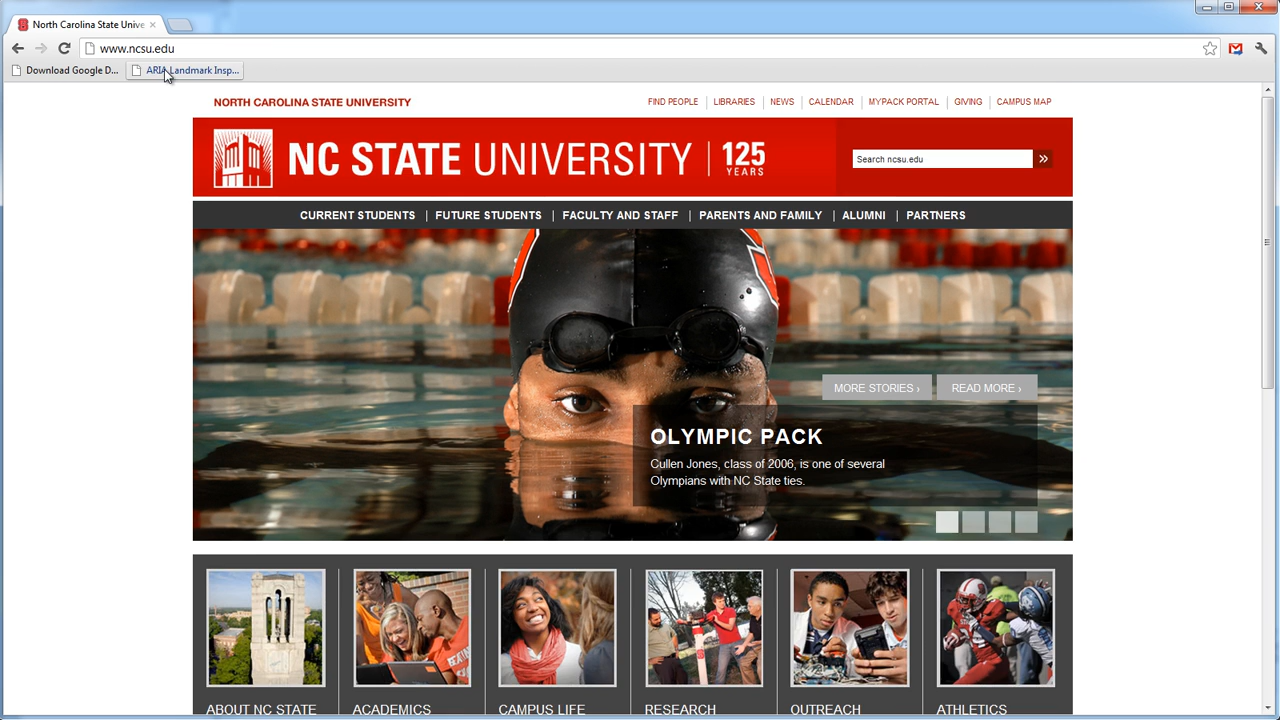 North Carolina State Unive
www.ncsu.edu
Download Google D...
ARIA Landmark Insp...
NORTH CAROLINA STATE UNIVERSITY
FIND PEOPLE
LIBRARIES
NEWS
CALENDAR
MYPACK PORTAL
GIVING
CAMPUS MAP
NC STATE UNIVERSITY
125
YEARS
Search ncsu.edu
»
CURRENT STUDENTS
FUTURE STUDENTS
FACULTY AND STAFF
PARENTS AND FAMILY
ALUMNI
PARTNERS
MORE STORIES ›
READ MORE ›
OLYMPIC PACK
Cullen Jones, class of 2006, is one of several
Olympians with NC State ties.
ABOUT NC STATE
ACADEMICS
CAMPUS LIFE
RESEARCH
OUTREACH
ATHLETICS